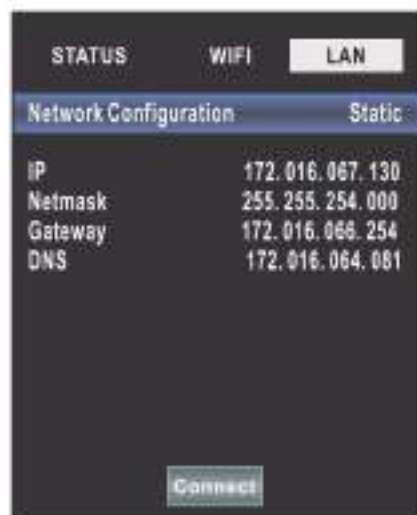 STATUS WIFI LAN
Network Configuration Static
IP 172. 016. 067. 130
Netmask 255. 255. 254. 000
Gateway 172. 016. 066. 254
DNS 172. 016. 064. 081
Connect